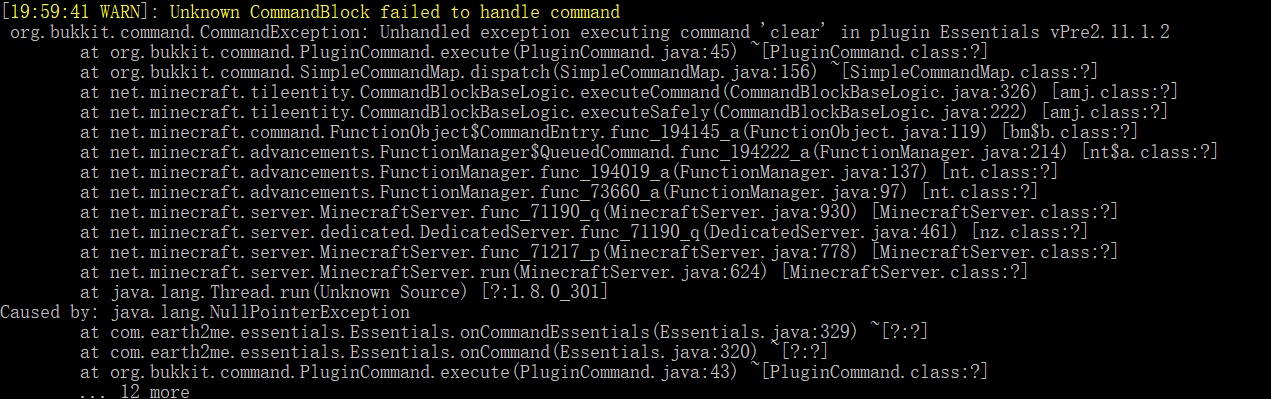 [19:59:41 WARN]: Unknown CommandBlock failed to handle command
org.bukkit.command.CommandException: Unhandled exception executing command 'clear' in plugin Essentials vPre2.11.1.2
at org.bukkit.command.PluginCommand.execute(PluginCommand.java:45) ~[PluginCommand.class:?]
at org.bukkit.command.SimpleCommandMap.dispatch(SimpleCommandMap.java:156) ~[SimpleCommandMap.class:?]
at net.minecraft.tileentity.CommandBlockBaseLogic.executeCommand(CommandBlockBaseLogic.java:326) [amj.class:?]
at net.minecraft.tileentity.CommandBlockBaseLogic.executeSafely(CommandBlockBaseLogic.java:222) [amj.class:?]
at net.minecraft.command.FunctionObject$CommandEntry.func_194145_a(FunctionObject.java:119) [bm$b.class:?]
at net.minecraft.advancements.FunctionManager$QueuedCommand.func_194222_a(FunctionManager.java:214) [nt$a.class:?]
at net.minecraft.advancements.FunctionManager.func_194019_a(FunctionManager.java:137) [nt.class:?]
at net.minecraft.advancements.FunctionManager.func_73660_a(FunctionManager.java:97) [nt.class:?]
at net.minecraft.server.MinecraftServer.func_71190_q(MinecraftServer.java:930) [MinecraftServer.class:?]
at net.minecraft.server.dedicated.DedicatedServer.func_71190_q(DedicatedServer.java:461) [nz.class:?]
at net.minecraft.server.MinecraftServer.func_71217_p(MinecraftServer.java:778) [MinecraftServer.class:?]
at net.minecraft.server.MinecraftServer.run(MinecraftServer.java:624) [MinecraftServer.class:?]
at java.lang.Thread.run(Unknown Source) [?:1.8.0_301]
Caused by: java.lang.NullPointerException
at com.earth2me.essentials.Essentials.onCommandEssentials(Essentials.java:329) ~[?:?]
at com.earth2me.essentials.Essentials.onCommand(Essentials.java:320) ~[?:?]
at org.bukkit.command.PluginCommand.execute(PluginCommand.java:43) ~[PluginCommand.class:?]
... 12 more